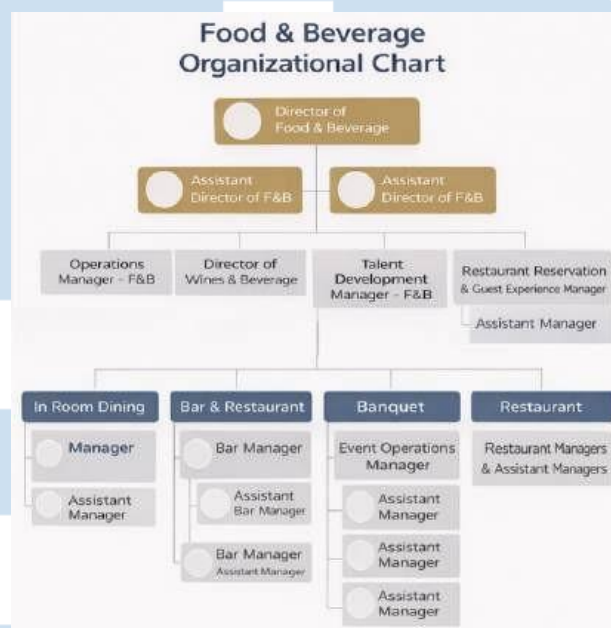 Food & Beverage
Organizational Chart
Director of
Food & Beverage
Assistant
Director of F&B
Assistant
Director of F&B
Operations
Manager - F&B
Director of
Wines & Beverage
Talent
Development
Manager - F&B
Restaurant Reservation
& Guest Experience Manager
Assistant Manager
In Room Dining
Manager
Assistant
Manager
Bar & Restaurant
Bar Manager
Assistant
Bar Manager
Bar Manager
Assistant Manager
Banquet
Event Operations
Manager
Assistant
Manager
Assistant
Manager
Assistant
Manager
Restaurant
Restaurant Managers
& Assistant Managers